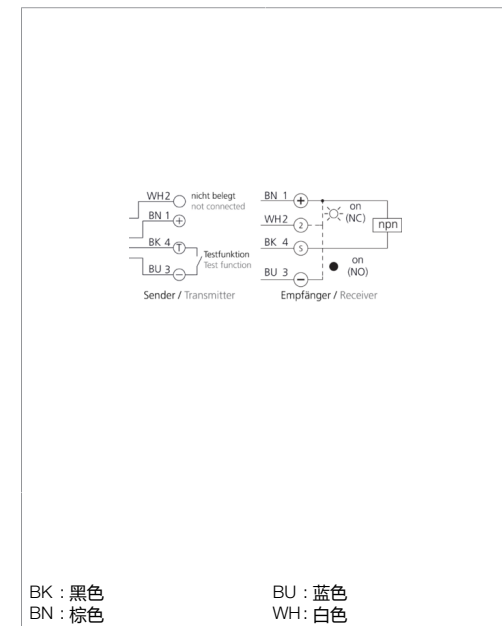 WH2 nicht belegt
not connected
BN 1 +
BK 4 T
Testfunktion
Test function
BU 3 −
Sender / Transmitter
BN 1 +
on
(NC)
WH2 2
npn
BK 4 S
on
(NO)
BU 3 −
Empfänger / Receiver
BK：黑色
BU：蓝色
BN：棕色
WH：白色